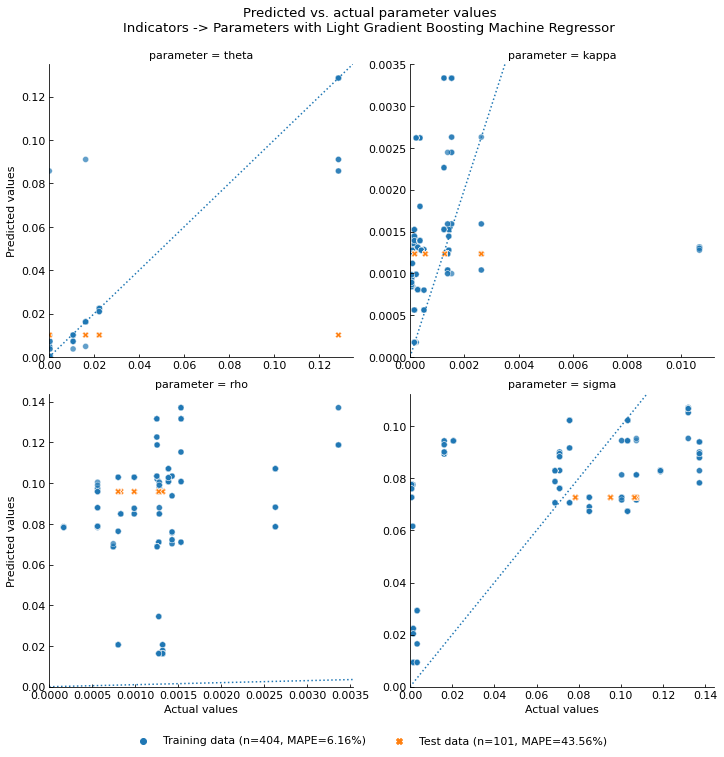 Predicted vs. actual parameter values
Indicators -> Parameters with Light Gradient Boosting Machine Regressor
parameter = theta
parameter = kappa
Predicted values
0.12
0.10
0.08
0.06
0.04
0.02
0.00
0.00 0.02 0.04 0.06 0.08 0.10 0.12
0.0035
0.0030
0.0025
0.0020
0.0015
0.0010
0.0005
0.0000
0.000 0.002 0.004 0.006 0.008 0.010
parameter = rho
parameter = sigma
Predicted values
0.14
0.12
0.10
0.08
0.06
0.04
0.02
0.00
0.0000 0.0005 0.0010 0.0015 0.0020 0.0025 0.0030 0.0035
Actual values
0.10
0.08
0.06
0.04
0.02
0.00
0.00 0.02 0.04 0.06 0.08 0.10 0.12 0.14
Actual values
Training data (n=404, MAPE=6.16%)
Test data (n=101, MAPE=43.56%)